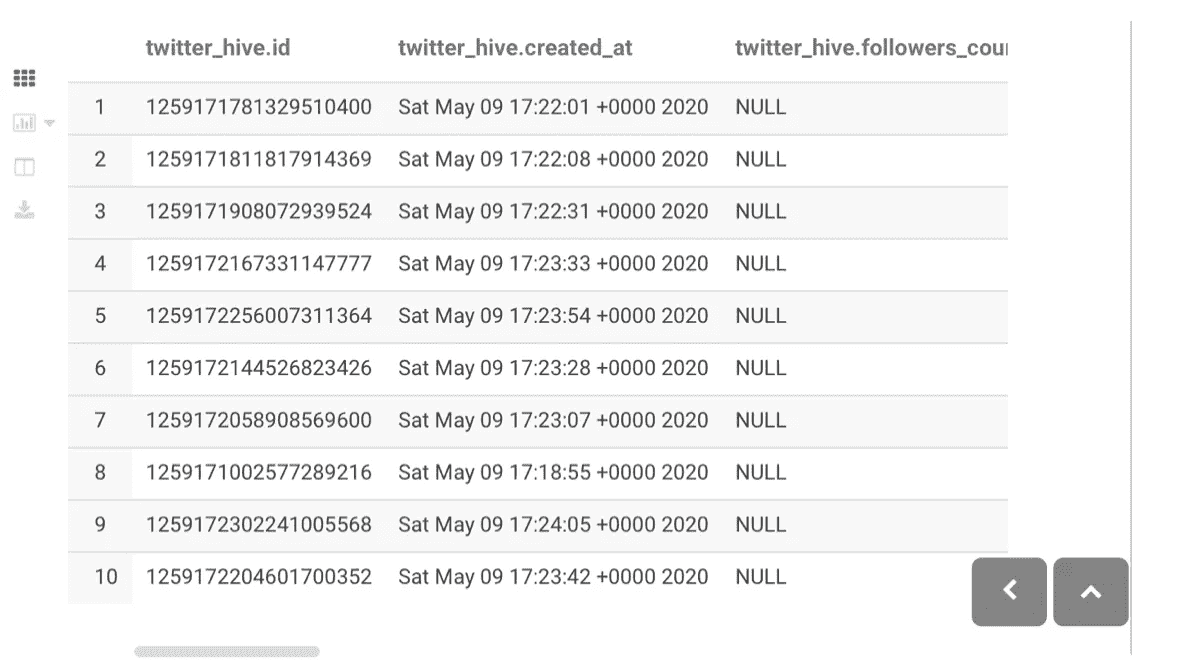 twitter_hive.id twitter_hive.created_at twitter_hive.followers_cou
1 1259171781329510400 Sat May 09 17:22:01 +0000 2020 NULL
2 1259171811817914369 Sat May 09 17:22:08 +0000 2020 NULL
3 1259171908072939524 Sat May 09 17:22:31 +0000 2020 NULL
4 1259172167331147777 Sat May 09 17:23:33 +0000 2020 NULL
5 1259172256007311364 Sat May 09 17:23:54 +0000 2020 NULL
6 1259172144526823426 Sat May 09 17:23:28 +0000 2020 NULL
7 1259172058908569600 Sat May 09 17:23:07 +0000 2020 NULL
8 1259171002577289216 Sat May 09 17:18:55 +0000 2020 NULL
9 1259172302241005568 Sat May 09 17:24:05 +0000 2020 NULL
10 1259172204601700352 Sat May 09 17:23:42 +0000 2020 NULL